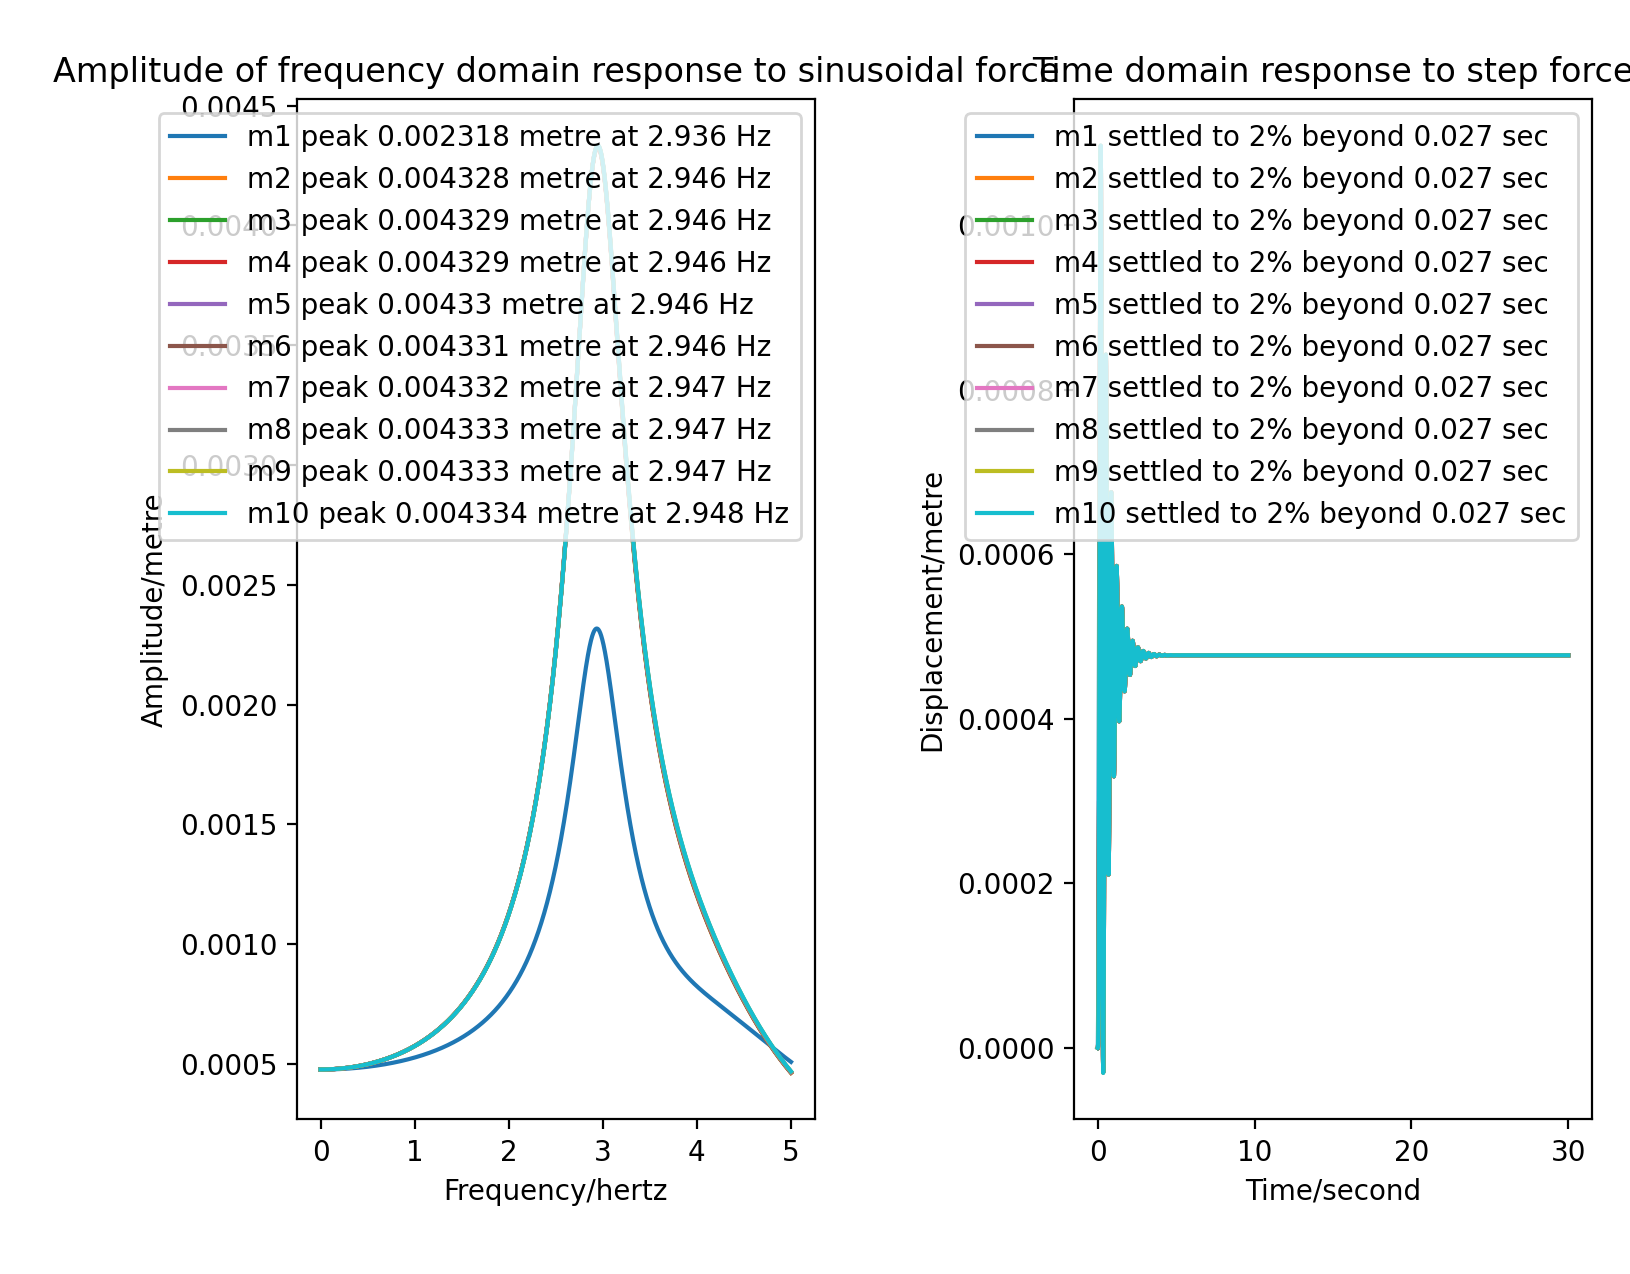 Amplitude of frequency domain response to sinusoidal force
0.0045
0.0040
0.0035
0.0030
0.0025
0.0020
0.0015
0.0010
0.0005
Amplitude/metre
m1 peak 0.002318 metre at 2.936 Hz
m2 peak 0.004328 metre at 2.946 Hz
m3 peak 0.004329 metre at 2.946 Hz
m4 peak 0.004329 metre at 2.946 Hz
m5 peak 0.00433 metre at 2.946 Hz
m6 peak 0.004331 metre at 2.946 Hz
m7 peak 0.004332 metre at 2.947 Hz
m8 peak 0.004333 metre at 2.947 Hz
m9 peak 0.004333 metre at 2.947 Hz
m10 peak 0.004334 metre at 2.948 Hz
0 1 2 3 4 5
Frequency/hertz
Time domain response to step force
0.0010
0.0008
0.0006
0.0004
0.0002
0.0000
Displacement/metre
m1 settled to 2% beyond 0.027 sec
m2 settled to 2% beyond 0.027 sec
m3 settled to 2% beyond 0.027 sec
m4 settled to 2% beyond 0.027 sec
m5 settled to 2% beyond 0.027 sec
m6 settled to 2% beyond 0.027 sec
m7 settled to 2% beyond 0.027 sec
m8 settled to 2% beyond 0.027 sec
m9 settled to 2% beyond 0.027 sec
m10 settled to 2% beyond 0.027 sec
0 10 20 30
Time/second